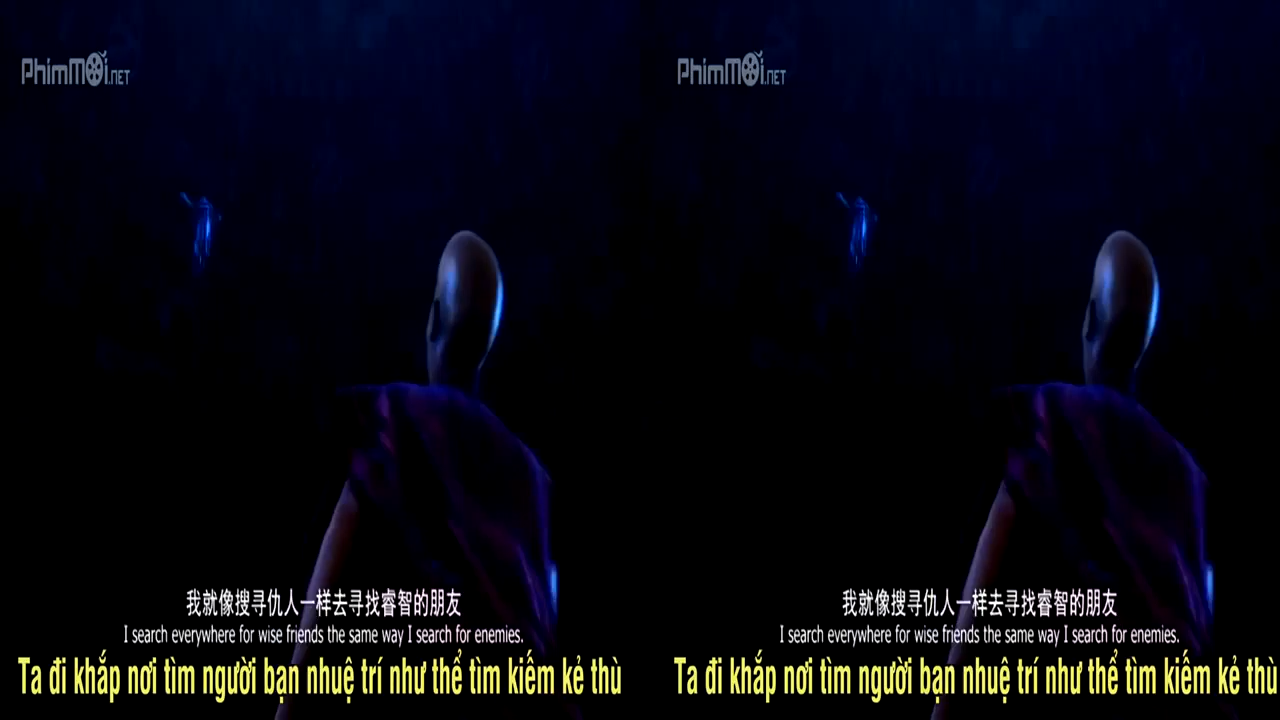 PhimMỡi.NET PhimMỡi.NET
我就像搜寻仇人一样去寻找睿智的朋友 我就像搜寻仇人一样去寻找睿智的朋友
I search everywhere for wise friends the same way I search for enemies. I search everywhere for wise friends the same way I search for enemies.
Ta đi khắp nơi tìm người bạn nhuệ trí như thể tìm kiếm kẻ thù Ta đi khắp nơi tìm người bạn nhuệ trí như thể tìm kiếm kẻ thù